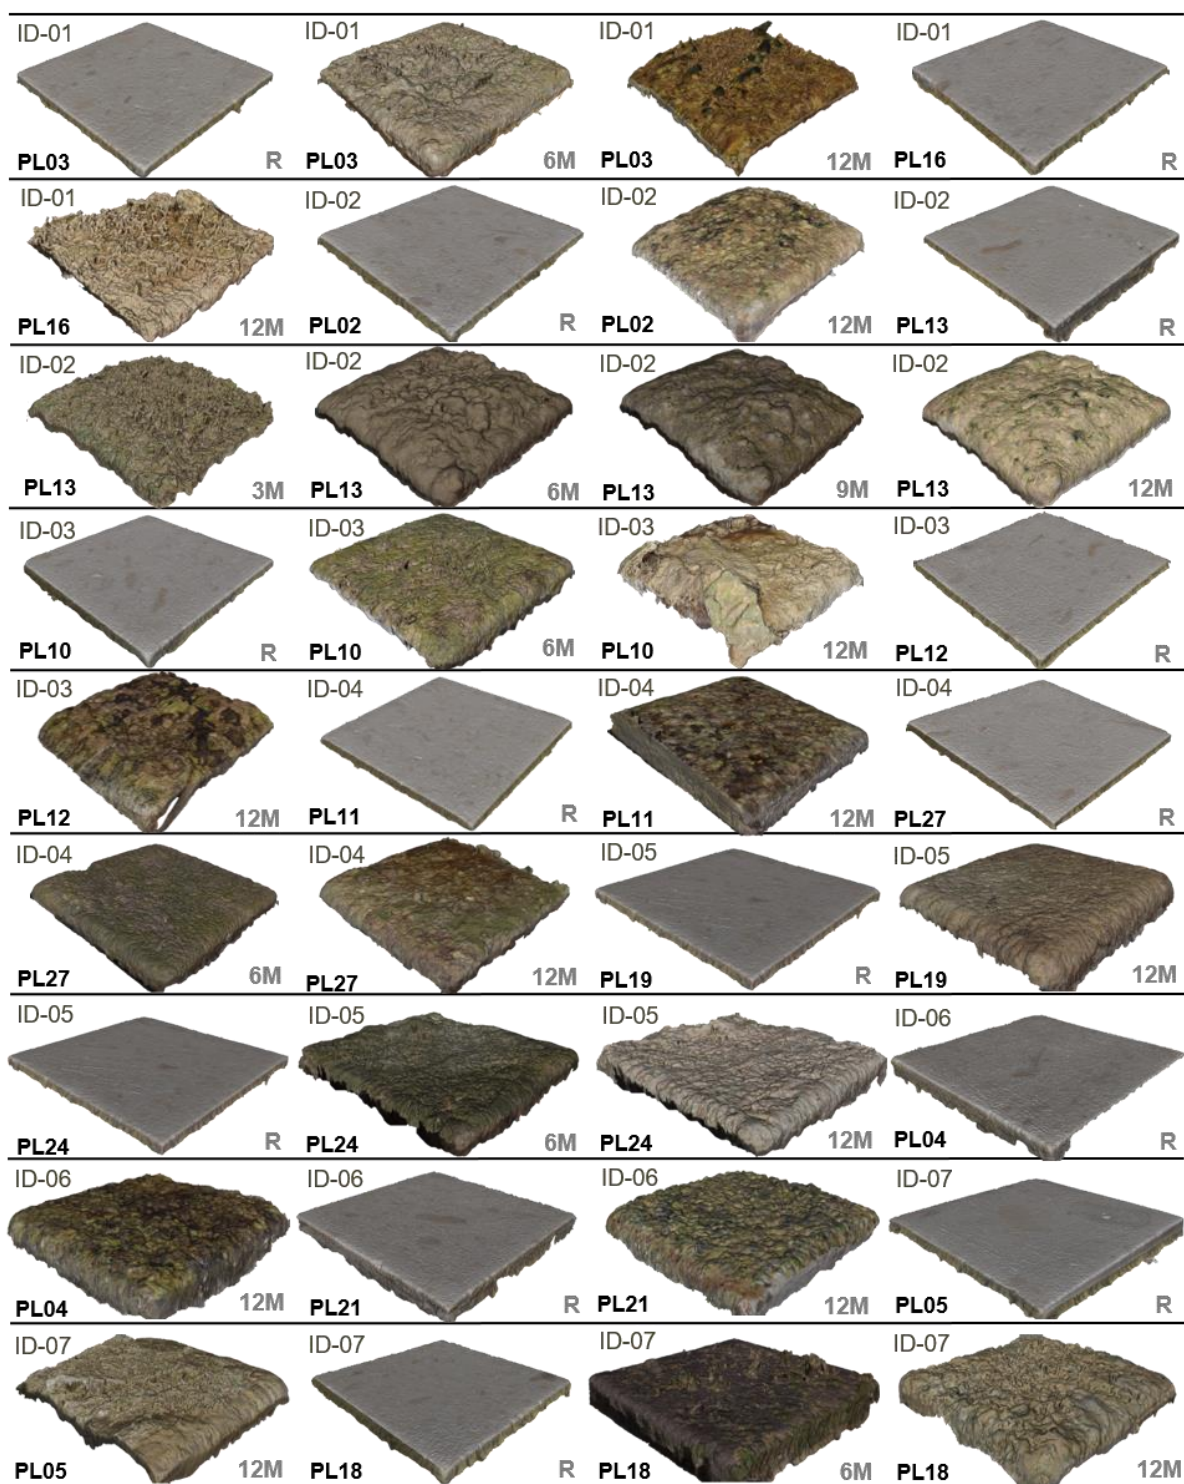 ID-01 ID-01 ID-01 ID-01
PL03 R PL03 6M PL03 12M PL16 R
ID-01 ID-02 ID-02 ID-02
PL16 12M PL02 R PL02 12M PL13 R
ID-02 ID-02 ID-02 ID-02
PL13 3M PL13 6M PL13 9M PL13 12M
ID-03 ID-03 ID-03 ID-03
PL10 R PL10 6M PL10 12M PL12 R
ID-03 ID-04 ID-04 ID-04
PL12 12M PL11 R PL11 12M PL27 R
ID-04 ID-04 ID-05 ID-05
PL27 6M PL27 12M PL19 R PL19 12M
ID-05 ID-05 ID-05 ID-06
PL24 R PL24 6M PL24 12M PL04 R
ID-06 ID-06 ID-06 ID-07
PL04 12M PL21 R PL21 12M PL05 R
ID-07 ID-07 ID-07 ID-07
PL05 12M PL18 R PL18 6M PL18 12M